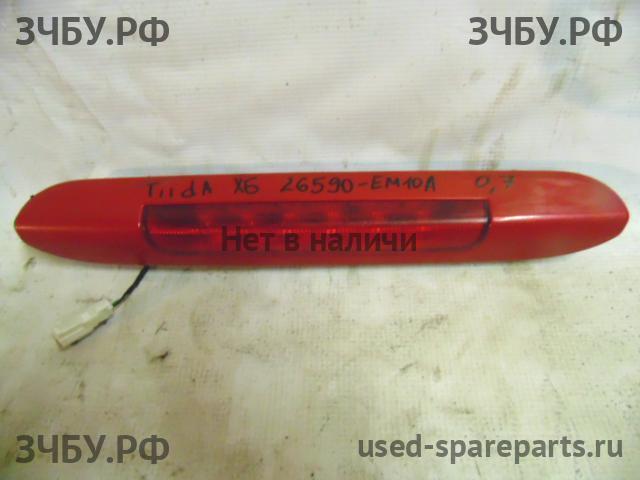 ЗЧБУ.РФ ЗЧБУ.РФ
TiidA ХБ 26590-EM10A 0,7
Нет в наличи
ЗЧБУ.РФ used-spareparts.ru